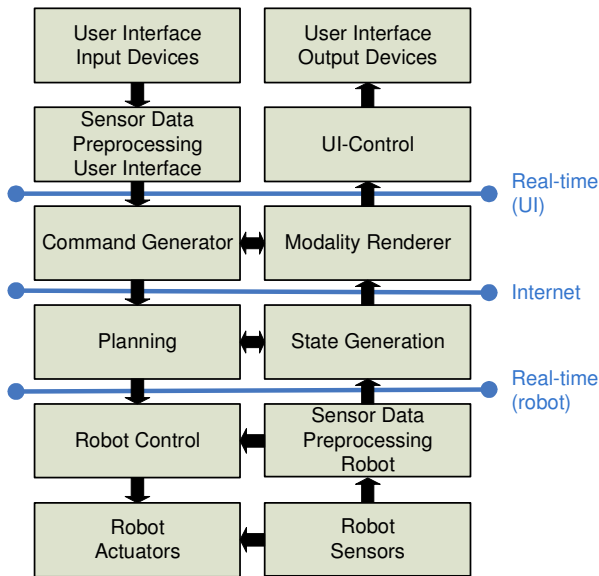 User Interface
Input Devices
User Interface
Output Devices
Sensor Data
Preprocessing
User Interface
UI-Control
Real-time
(UI)
Command Generator
Modality Renderer
Internet
Planning
State Generation
Real-time
(robot)
Robot Control
Sensor Data
Preprocessing
Robot
Robot
Actuators
Robot
Sensors